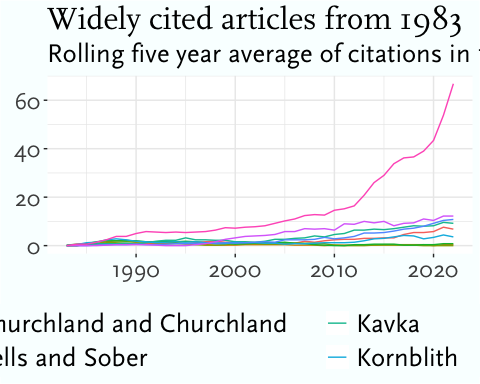 Widely cited articles from 1983
Rolling five year average of citations in
60
40
20
0
1990 2000 2010 2020
hurchland and Churchland Kavka
ells and Sober Kornblith